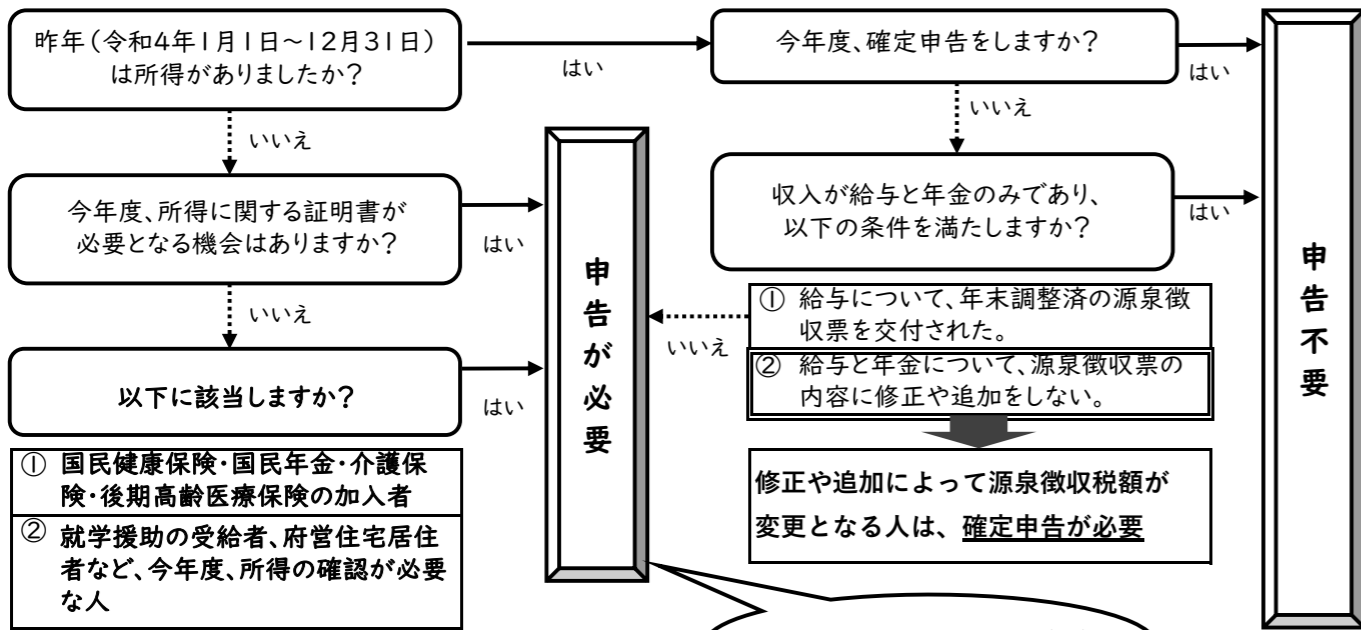 昨年(令和4年1月1日～12月31日)
は所得がありましたか?
はい
今年度、確定申告をしますか?
はい
いいえ
いいえ
今年度、所得に関する証明書が
必要となる機会はありますか?
はい
収入が給与と年金のみであり、
以下の条件を満たしますか?
はい
いいえ
以下に該当しますか?
はい
① 国民健康保険・国民年金・介護保
険・後期高齢医療保険の加入者
② 就学援助の受給者、府営住宅居住
者など、今年度、所得の確認が必要
な人
申告が必要
① 給与について、年末調整済の源泉徴
収票を交付された。
② 給与と年金について、源泉徴収票の
内容に修正や追加をしない。
いいえ
修正や追加によって源泉徴収税額が
変更となる人は、確定申告が必要
申告不要